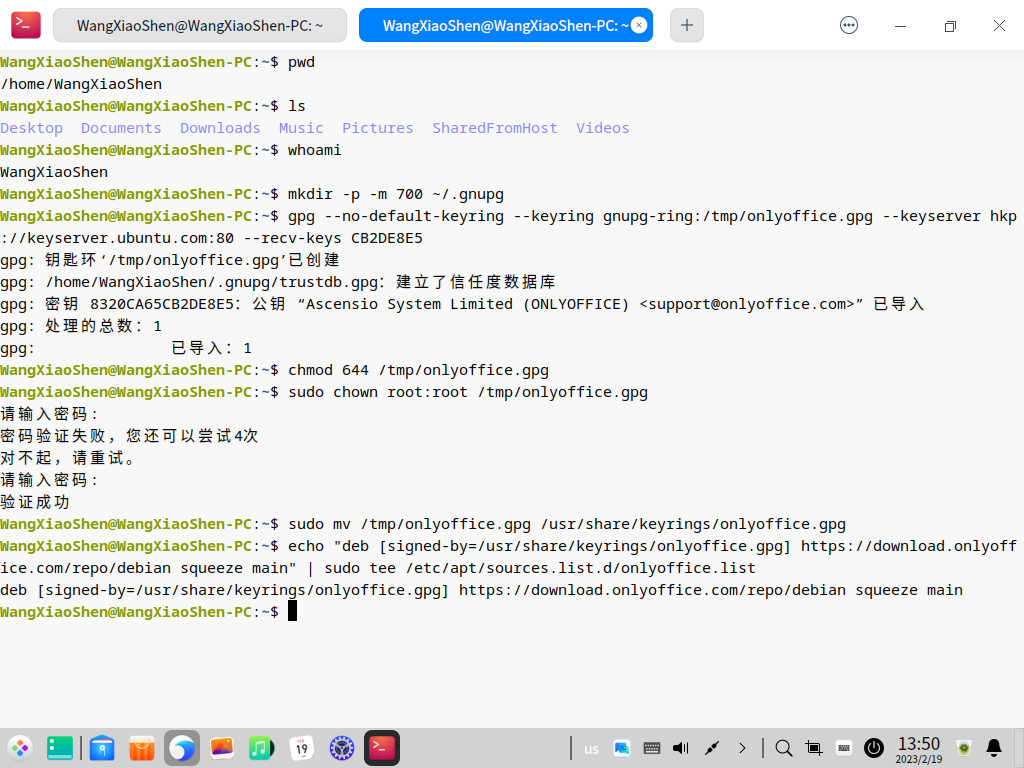 WangXiaoShen@WangXiaoShen-PC: ~
WangXiaoShen@WangXiaoShen-PC: ~
WangXiaoShen@WangXiaoShen-PC:~$ pwd
/home/WangXiaoShen
WangXiaoShen@WangXiaoShen-PC:~$ ls
Desktop  Documents  Downloads  Music  Pictures  SharedFromHost  Videos
WangXiaoShen@WangXiaoShen-PC:~$ whoami
WangXiaoShen
WangXiaoShen@WangXiaoShen-PC:~$ mkdir -p -m 700 ~/.gnupg
WangXiaoShen@WangXiaoShen-PC:~$ gpg --no-default-keyring --keyring gnupg-ring:/tmp/onlyoffice.gpg --keyserver hkp
://keyserver.ubuntu.com:80 --recv-keys CB2DE8E5
gpg: 钥匙环‘/tmp/onlyoffice.gpg’已创建
gpg: /home/WangXiaoShen/.gnupg/trustdb.gpg：建立了信任度数据库
gpg: 密钥 8320CA65CB2DE8E5：公钥 “Ascensio System Limited (ONLYOFFICE) <support@onlyoffice.com>” 已导入
gpg: 处理的总数：1
gpg:               已导入：1
WangXiaoShen@WangXiaoShen-PC:~$ chmod 644 /tmp/onlyoffice.gpg
WangXiaoShen@WangXiaoShen-PC:~$ sudo chown root:root /tmp/onlyoffice.gpg
请输入密码:
密码验证失败，您还可以尝试4次
对不起，请重试。
请输入密码:
验证成功
WangXiaoShen@WangXiaoShen-PC:~$ sudo mv /tmp/onlyoffice.gpg /usr/share/keyrings/onlyoffice.gpg
WangXiaoShen@WangXiaoShen-PC:~$ echo "deb [signed-by=/usr/share/keyrings/onlyoffice.gpg] https://download.onlyoff
ice.com/repo/debian squeeze main" | sudo tee /etc/apt/sources.list.d/onlyoffice.list
deb [signed-by=/usr/share/keyrings/onlyoffice.gpg] https://download.onlyoffice.com/repo/debian squeeze main
WangXiaoShen@WangXiaoShen-PC:~$
19
us
13:50
2023/2/19